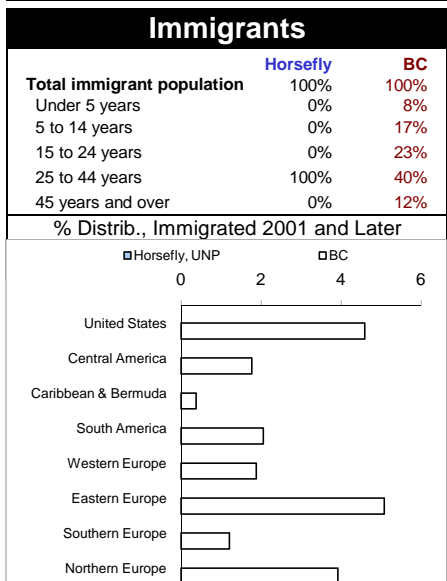 Immigrants
Horsefly BC
Total immigrant population 100% 100%
Under 5 years 0% 8%
5 to 14 years 0% 17%
15 to 24 years 0% 23%
25 to 44 years 100% 40%
45 years and over 0% 12%
% Distrib., Immigrated 2001 and Later
Horsefly, UNP BC
0 2 4 6
United States
Central America
Caribbean & Bermuda
South America
Western Europe
Eastern Europe
Southern Europe
Northern Europe